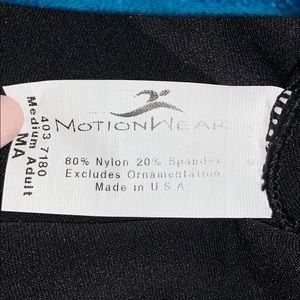 MOTIONWEAR
80% Nylon 20% Spandex
Excludes Ornamentation
Made in U S A
403 7180
Medium Adult
MA